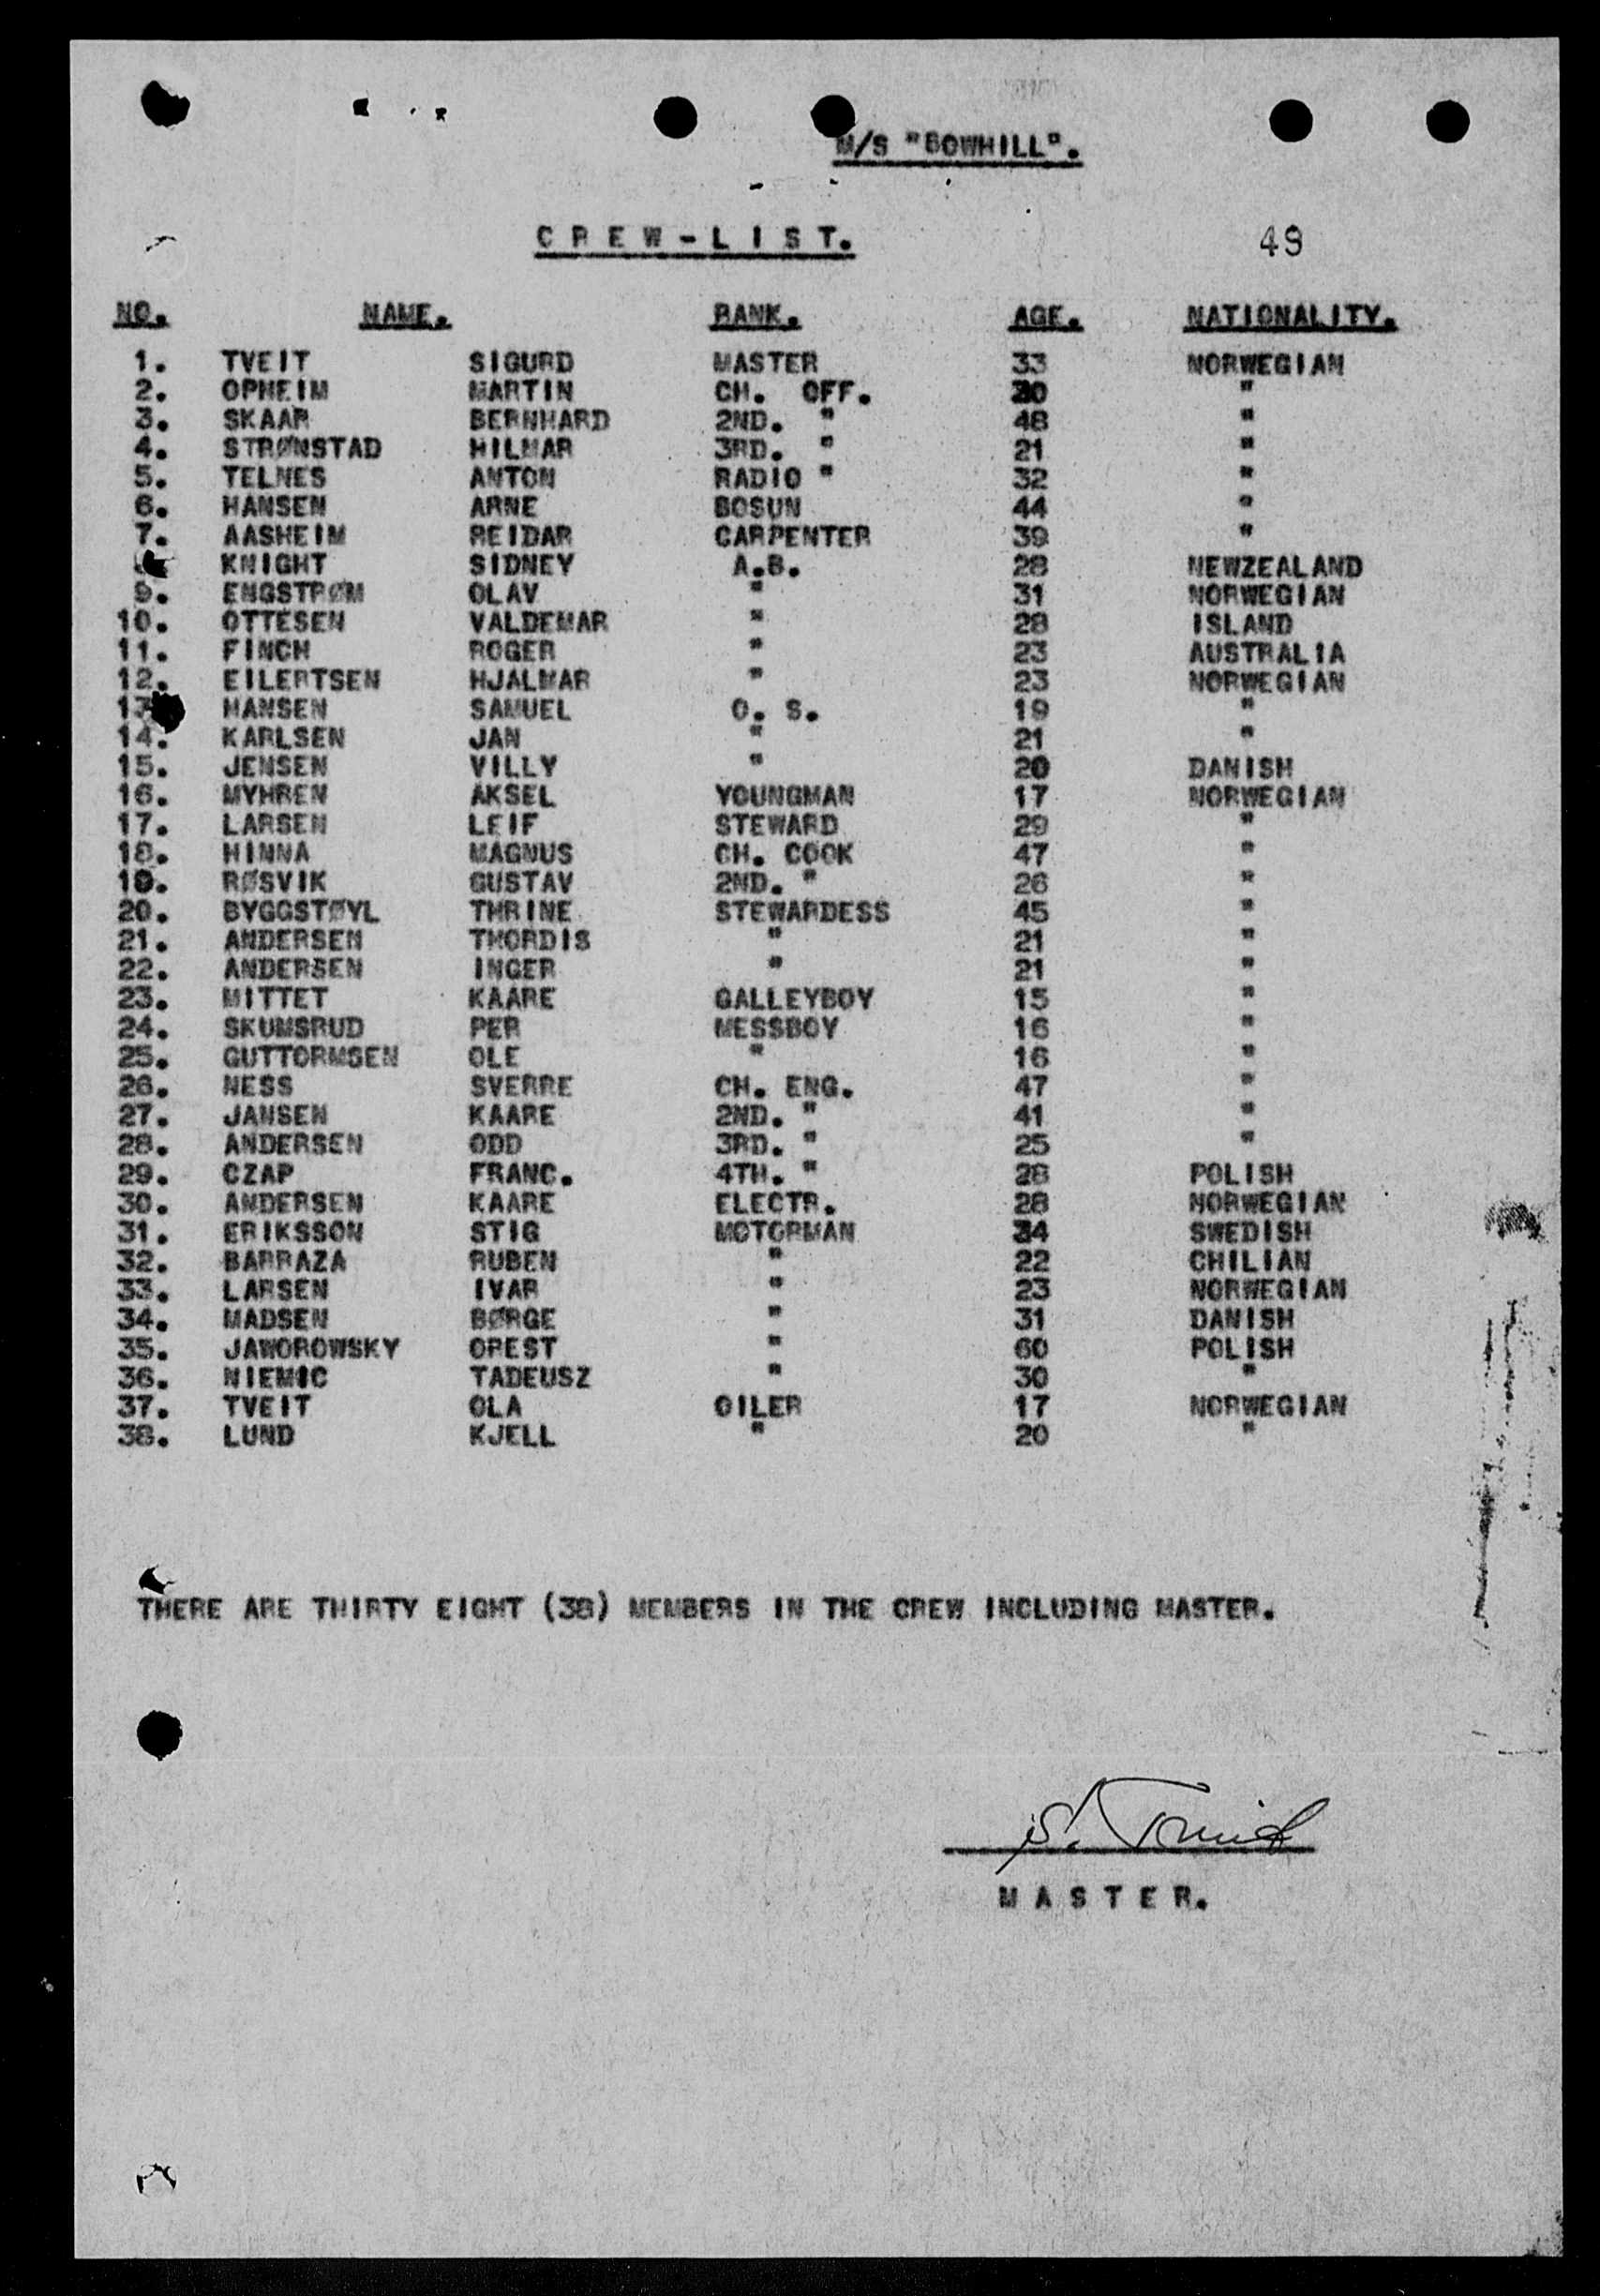 M/S "BOWHILL".
CREW-LIST.
49
NO. NAME. RANK. AGE. NATIONALITY.
1. TVEIT SIGURD MASTER 33 NORWEGIAN
2. OPHEIM MARTIN CH. OFF. 30 "
3. SKAAR BERNHARD 2ND. " 48 "
4. STRØMSTAD HILMAR 3RD. " 21 "
5. TELNES ANTON RADIO " 32 "
6. HANSEN ARNE BOSUN 44 "
7. AASHEIM REIDAR CARPENTER 39 "
KNIGHT SIDNEY A.B. 28 NEWZEALAND
9. ENGSTRØM OLAV " 31 NORWEGIAN
10. OTTESEN VALDEMAR " 28 ISLAND
11. FINCH ROGER " 23 AUSTRALIA
12. EILERTSEN HJALMAR " 23 NORWEGIAN
13 HANSEN SAMUEL O. S. 19 "
14. KARLSEN JAN " 21 "
15. JENSEN VILLY " 20 DANISH
16. MYHREN AKSEL YOUNGMAN 17 NORWEGIAN
17. LARSEN LEIF STEWARD 29 "
18. HINNA MAGNUS CH. COOK 47 "
19. RØSVIK GUSTAV 2ND. " 26 "
20. BYGGSTØYL THRINE STEWARDESS 45 "
21. ANDERSEN THORDIS " 21 "
22. ANDERSEN INGER " 21 "
23. MITTET KAARE GALLEYBOY 15 "
24. SKUMSRUD PER MESSBOY 16 "
25. GUTTORMSEN OLE " 16 "
26. NESS SVERRE CH. ENG. 47 "
27. JANSEN KAARE 2ND. " 41 "
28. ANDERSEN ODD 3RD. " 25 "
29. CZAP FRANC. 4TH. " 28 POLISH
30. ANDERSEN KAARE ELECTR. 28 NORWEGIAN
31. ERIKSSON STIG MOTORMAN 34 SWEDISH
32. BARRAZA RUBEN " 22 CHILIAN
33. LARSEN IVAR " 23 NORWEGIAN
34. MADSEN BØRGE " 31 DANISH
35. JAWOROWSKY OREST " 60 POLISH
36. NIEMIC TADEUSZ " 30 "
37. TVEIT OLA OILER 17 NORWEGIAN
38. LUND KJELL " 20 "
THERE ARE THIRTY EIGHT (38) MEMBERS IN THE CREW INCLUDING MASTER.
S. Tveit
MASTER.